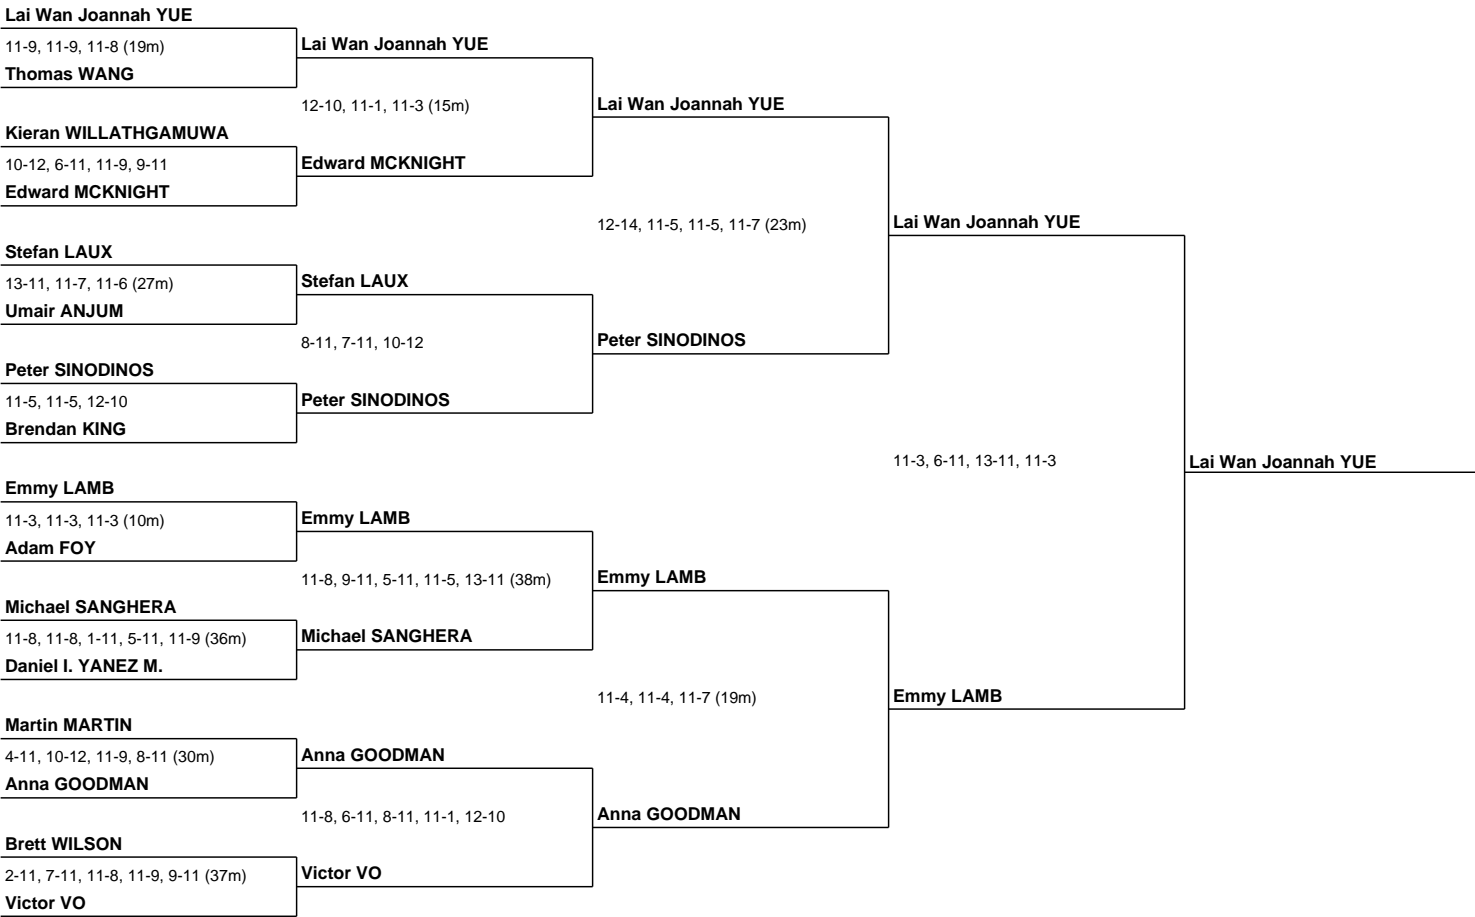 Lai Wan Joannah YUE
11-9, 11-9, 11-8 (19m)
Thomas WANG
Kieran WILLATHGAMUWA
10-12, 6-11, 11-9, 9-11
Edward MCKNIGHT
Stefan LAUX
13-11, 11-7, 11-6 (27m)
Umair ANJUM
Peter SINODINOS
11-5, 11-5, 12-10
Brendan KING
Emmy LAMB
11-3, 11-3, 11-3 (10m)
Adam FOY
Michael SANGHERA
11-8, 11-8, 1-11, 5-11, 11-9 (36m)
Daniel I. YANEZ M.
Martin MARTIN
4-11, 10-12, 11-9, 8-11 (30m)
Anna GOODMAN
Brett WILSON
2-11, 7-11, 11-8, 11-9, 9-11 (37m)
Victor VO
Lai Wan Joannah YUE
12-10, 11-1, 11-3 (15m)
Edward MCKNIGHT
Stefan LAUX
8-11, 7-11, 10-12
Peter SINODINOS
Emmy LAMB
11-8, 9-11, 5-11, 11-5, 13-11 (38m)
Michael SANGHERA
Anna GOODMAN
11-8, 6-11, 8-11, 11-1, 12-10
Victor VO
Lai Wan Joannah YUE
12-14, 11-5, 11-5, 11-7 (23m)
Peter SINODINOS
Emmy LAMB
11-4, 11-4, 11-7 (19m)
Anna GOODMAN
Lai Wan Joannah YUE
11-3, 6-11, 13-11, 11-3
Emmy LAMB
Lai Wan Joannah YUE